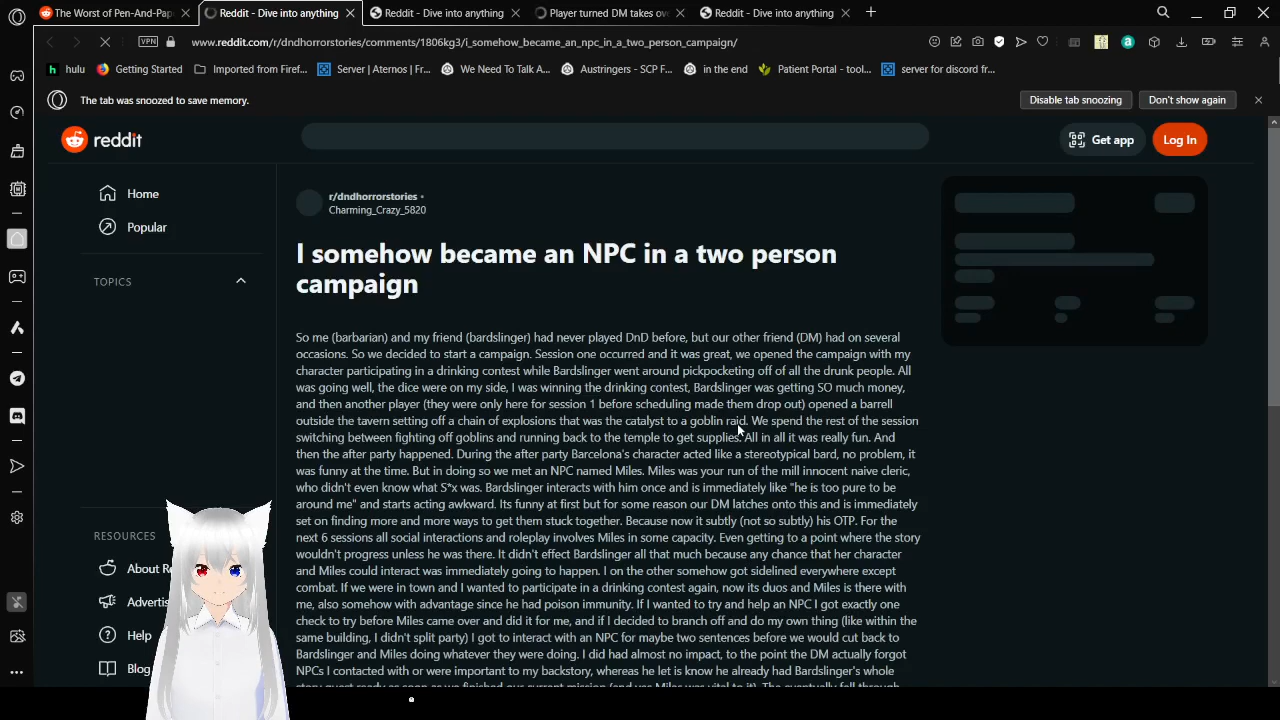 The Worst of Pen-And-Pap
Reddit - Dive into anything
Reddit - Dive into anything
Player turned DM takes ove
Reddit - Dive into anything
VPN
www.reddit.com/r/dndhorrorstories/comments/1806kg3/i_somehow_became_an_npc_in_a_two_person_campaign/
hulu
Getting Started
Imported from Firef...
Server | Aternos | Fr...
We Need To Talk A...
Austringers - SCP F...
in the end
Patient Portal - tool...
server for discord fr...
The tab was snoozed to save memory.
Disable tab snoozing
Don't show again
reddit
Get app
Log In
Home
Popular
TOPICS
RESOURCES
About Re
Advertis
Help
Blog
r/dndhorrorstories •
Charming_Crazy_5820
I somehow became an NPC in a two person
campaign
So me (barbarian) and my friend (bardslinger) had never played DnD before, but our other friend (DM) had on several
occasions. So we decided to start a campaign. Session one occurred and it was great, we opened the campaign with my
character participating in a drinking contest while Bardslinger went around pickpocketing off of all the drunk people. All
was going well, the dice were on my side, I was winning the drinking contest, Bardslinger was getting SO much money,
and then another player (they were only here for session 1 before scheduling made them drop out) opened a barrell
outside the tavern setting off a chain of explosions that was the catalyst to a goblin raid. We spend the rest of the session
switching between fighting off goblins and running back to the temple to get supplies. All in all it was really fun. And
then the after party happened. During the after party Barcelona's character acted like a stereotypical bard, no problem, it
was funny at the time. But in doing so we met an NPC named Miles. Miles was your run of the mill innocent naive cleric,
who didn't even know what S*x was. Bardslinger interacts with him once and is immediately like "he is too pure to be
around me" and starts acting awkward. Its funny at first but for some reason our DM latches onto this and is immediately
set on finding more and more ways to get them stuck together. Because now it subtly (not so subtly) his OTP. For the
next 6 sessions all social interactions and roleplay involves Miles in some capacity. Even getting to a point where the story
wouldn't progress unless he was there. It didn't effect Bardslinger all that much because any chance that her character
and Miles could interact was immediately going to happen. I on the other somehow got sidelined everywhere except
combat. If we were in town and I wanted to participate in a drinking contest again, now its duos and Miles is there with
me, also somehow with advantage since he had poison immunity. If I wanted to try and help an NPC I got exactly one
check to try before Miles came over and did it for me, and if I decided to branch off and do my own thing (like within the
same building, I didn't split party) I got to interact with an NPC for maybe two sentences before we would cut back to
Bardslinger and Miles doing whatever they were doing. I did had almost no impact, to the point the DM actually forgot
NPCs I contacted with or were important to my backstory, whereas he let is know he already had Bardslinger's whole
story quest ready as soon as we finished our current mission (and yes Miles was vital to it). The eventually fell through